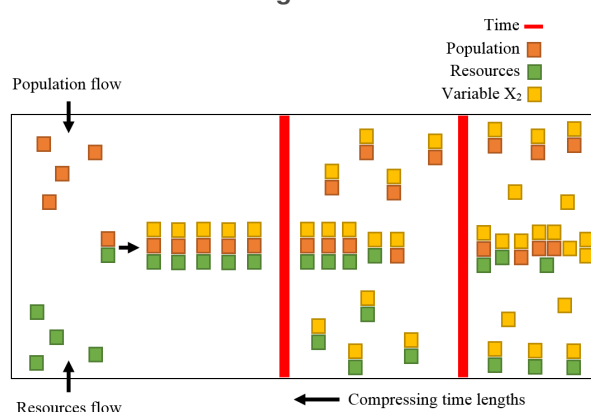 Time
Population
Resources
Variable X₂
Population flow
Resources flow
Compressing time lengths